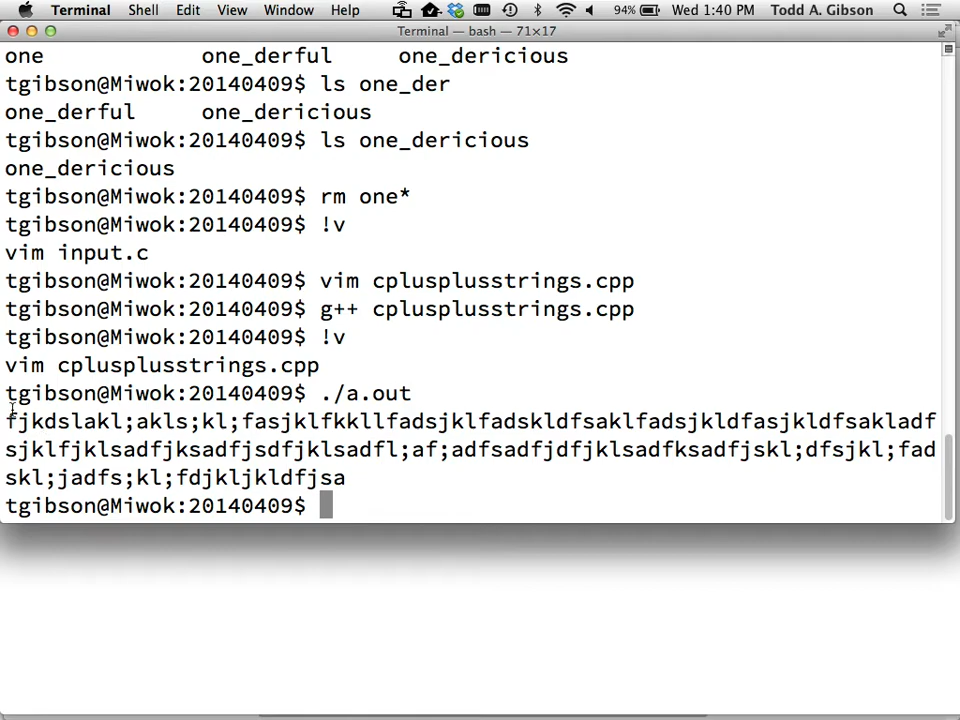 Terminal Shell Edit View Window Help 94% Wed 1:40 PM Todd A. Gibson
Terminal — bash — 71×17
one one_derful one_dericious
tgibson@Miwok:20140409$ ls one_der
one_derful one_dericious
tgibson@Miwok:20140409$ ls one_dericious
one_dericious
tgibson@Miwok:20140409$ rm one*
tgibson@Miwok:20140409$ !v
vim input.c
tgibson@Miwok:20140409$ vim cplusplusstrings.cpp
tgibson@Miwok:20140409$ g++ cplusplusstrings.cpp
tgibson@Miwok:20140409$ !v
vim cplusplusstrings.cpp
tgibson@Miwok:20140409$ ./a.out
fjkdslakl;akls;kl;fasjklfkkllfadsjklfadskldfsaklfadsjkldfasjkldfsakladf
sjklfjklsadfjksadfjsdfjklsadfl;af;adfsadfjdfjklsadfksadfjskl;dfsjkl;fad
skl;jadfs;kl;fdjkljkldfjsa
tgibson@Miwok:20140409$